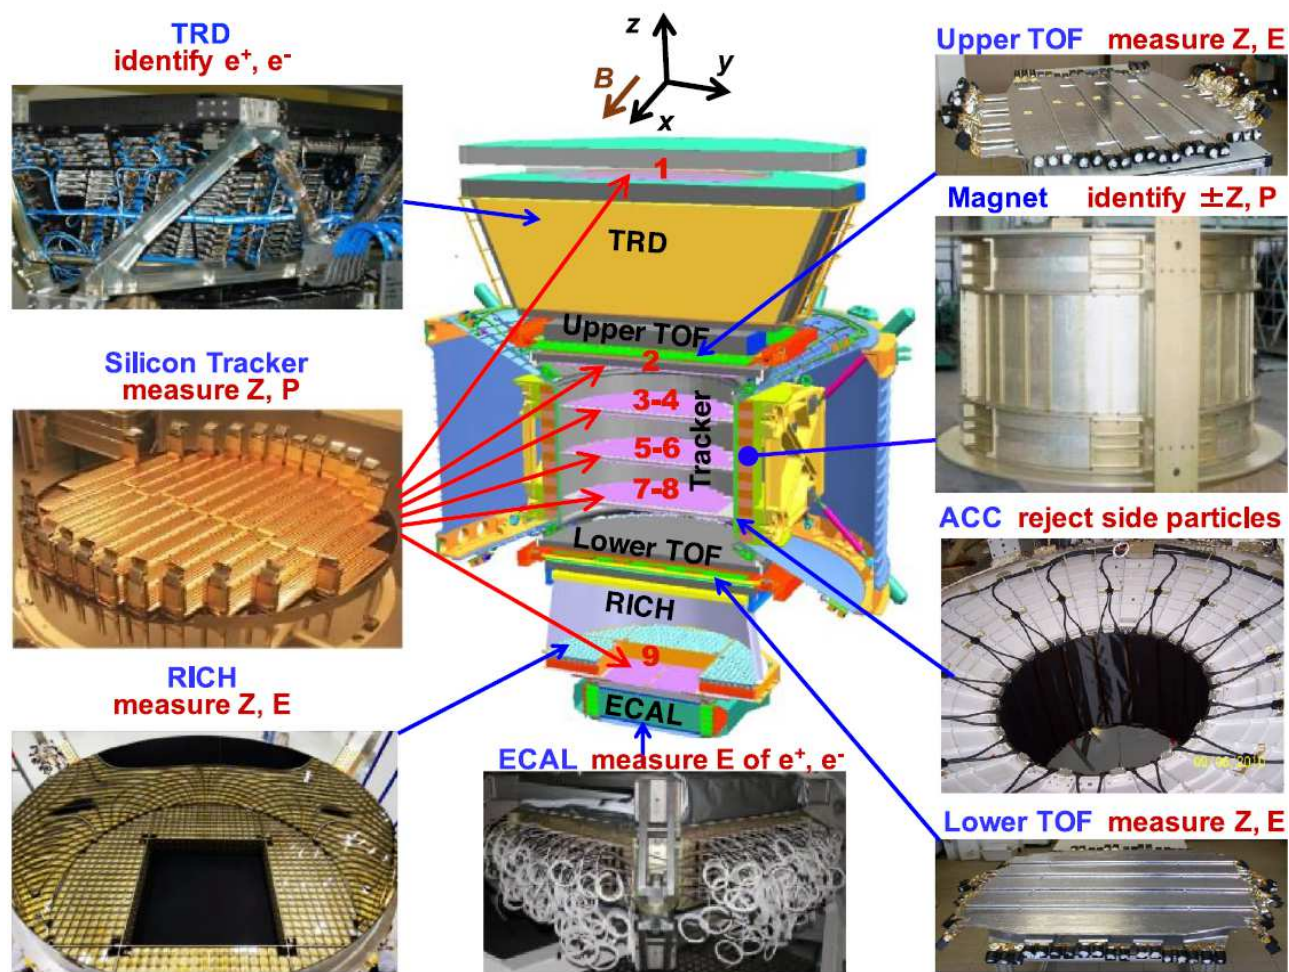 TRD
identify e⁺, e⁻
z
y
B
x
Upper TOF measure Z, E
1
TRD
Magnet identify ±Z, P
Upper TOF
Silicon Tracker
measure Z, P
2
3-4
5-6
7-8
Tracker
ACC reject side particles
Lower TOF
RICH
9
ECAL
RICH
measure Z, E
ECAL measure E of e⁺, e⁻
Lower TOF measure Z, E